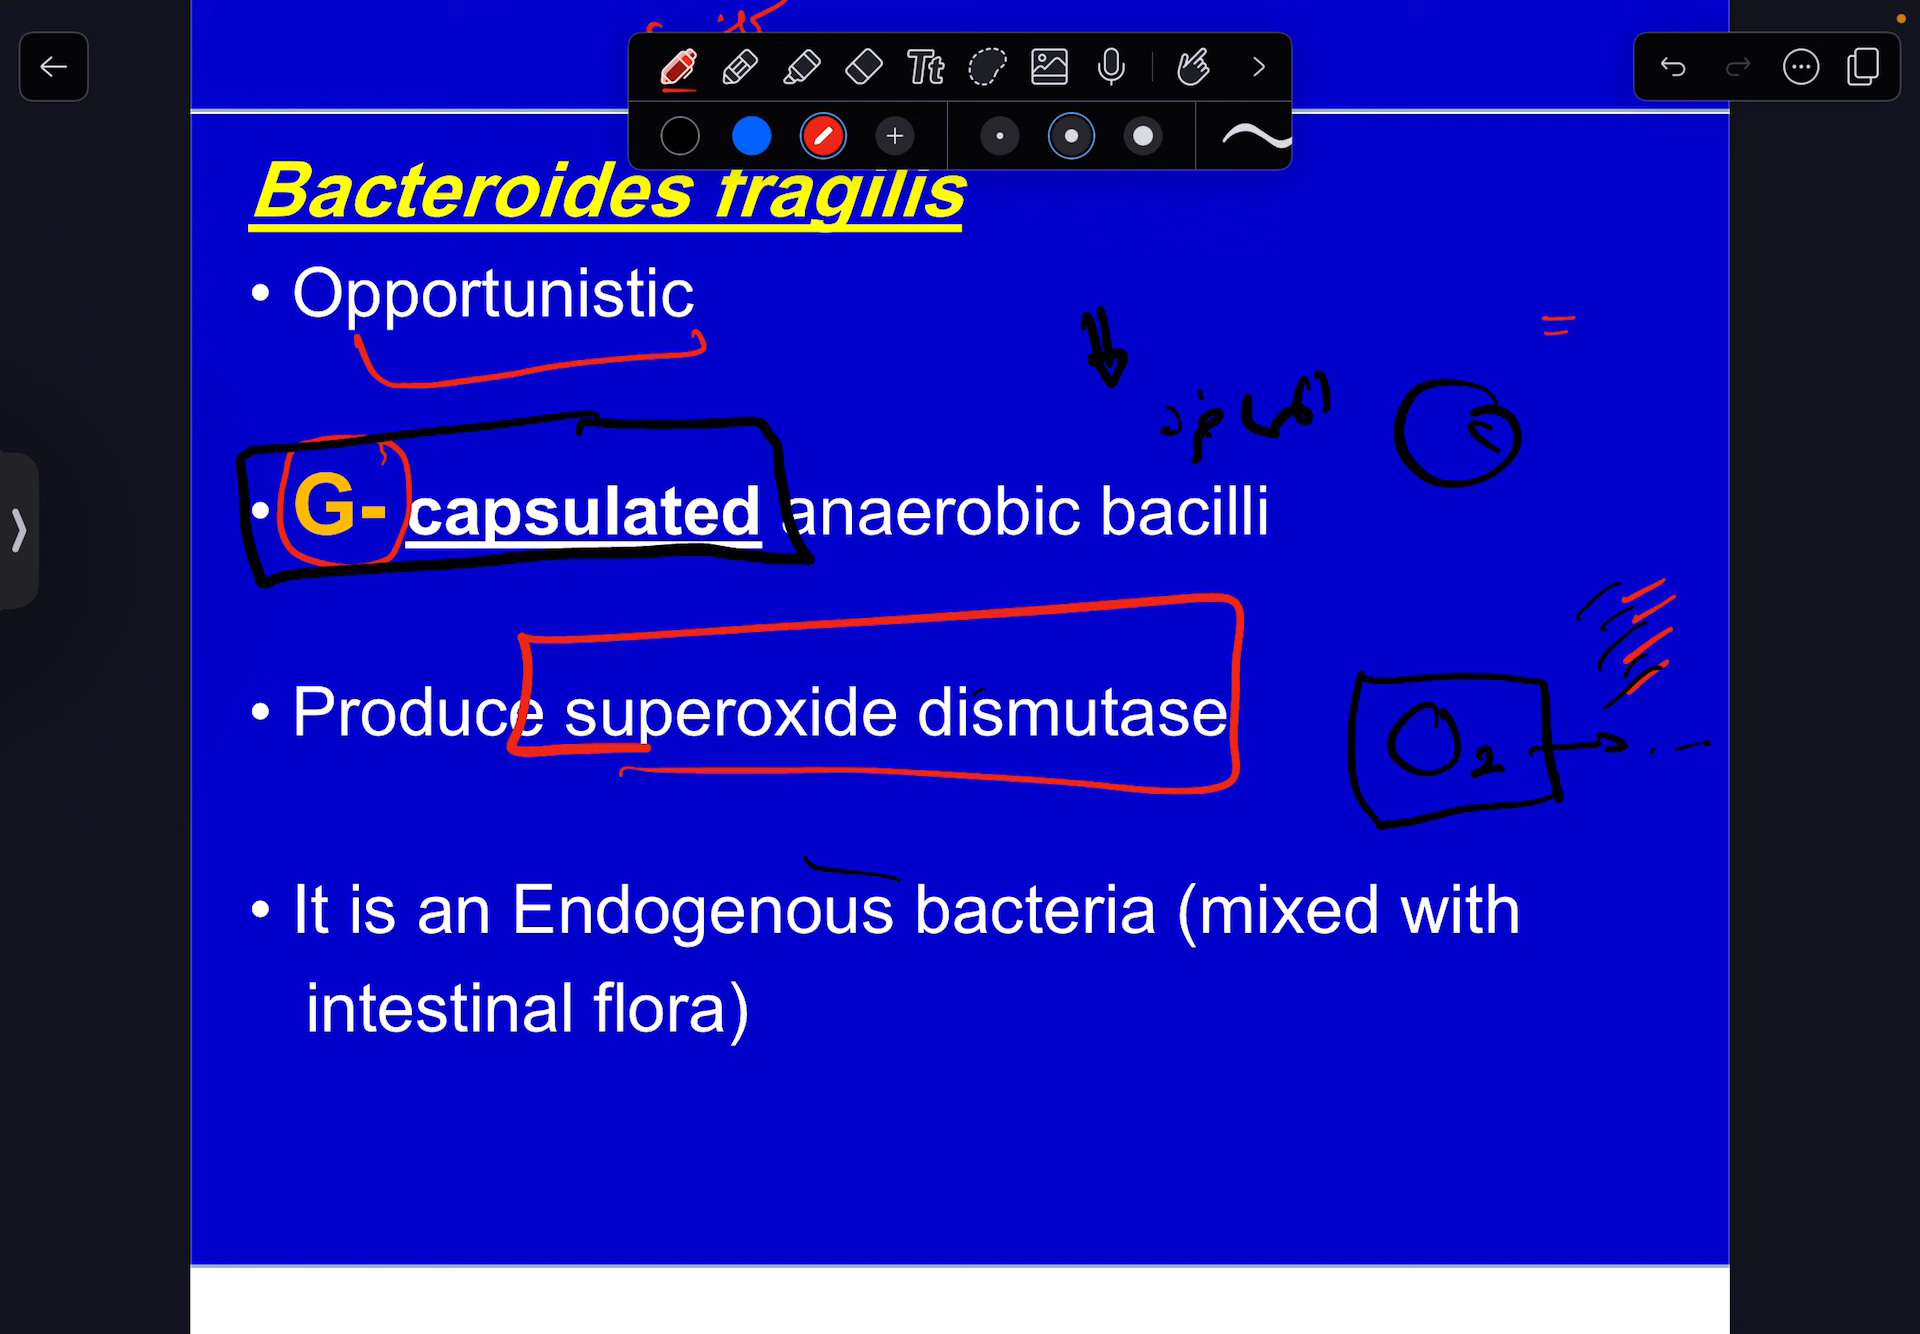 Bacteroides fragilis
• Opportunistic
• G- capsulated anaerobic bacilli
• Produce superoxide dismutase
O2
• It is an Endogenous bacteria (mixed with
intestinal flora)